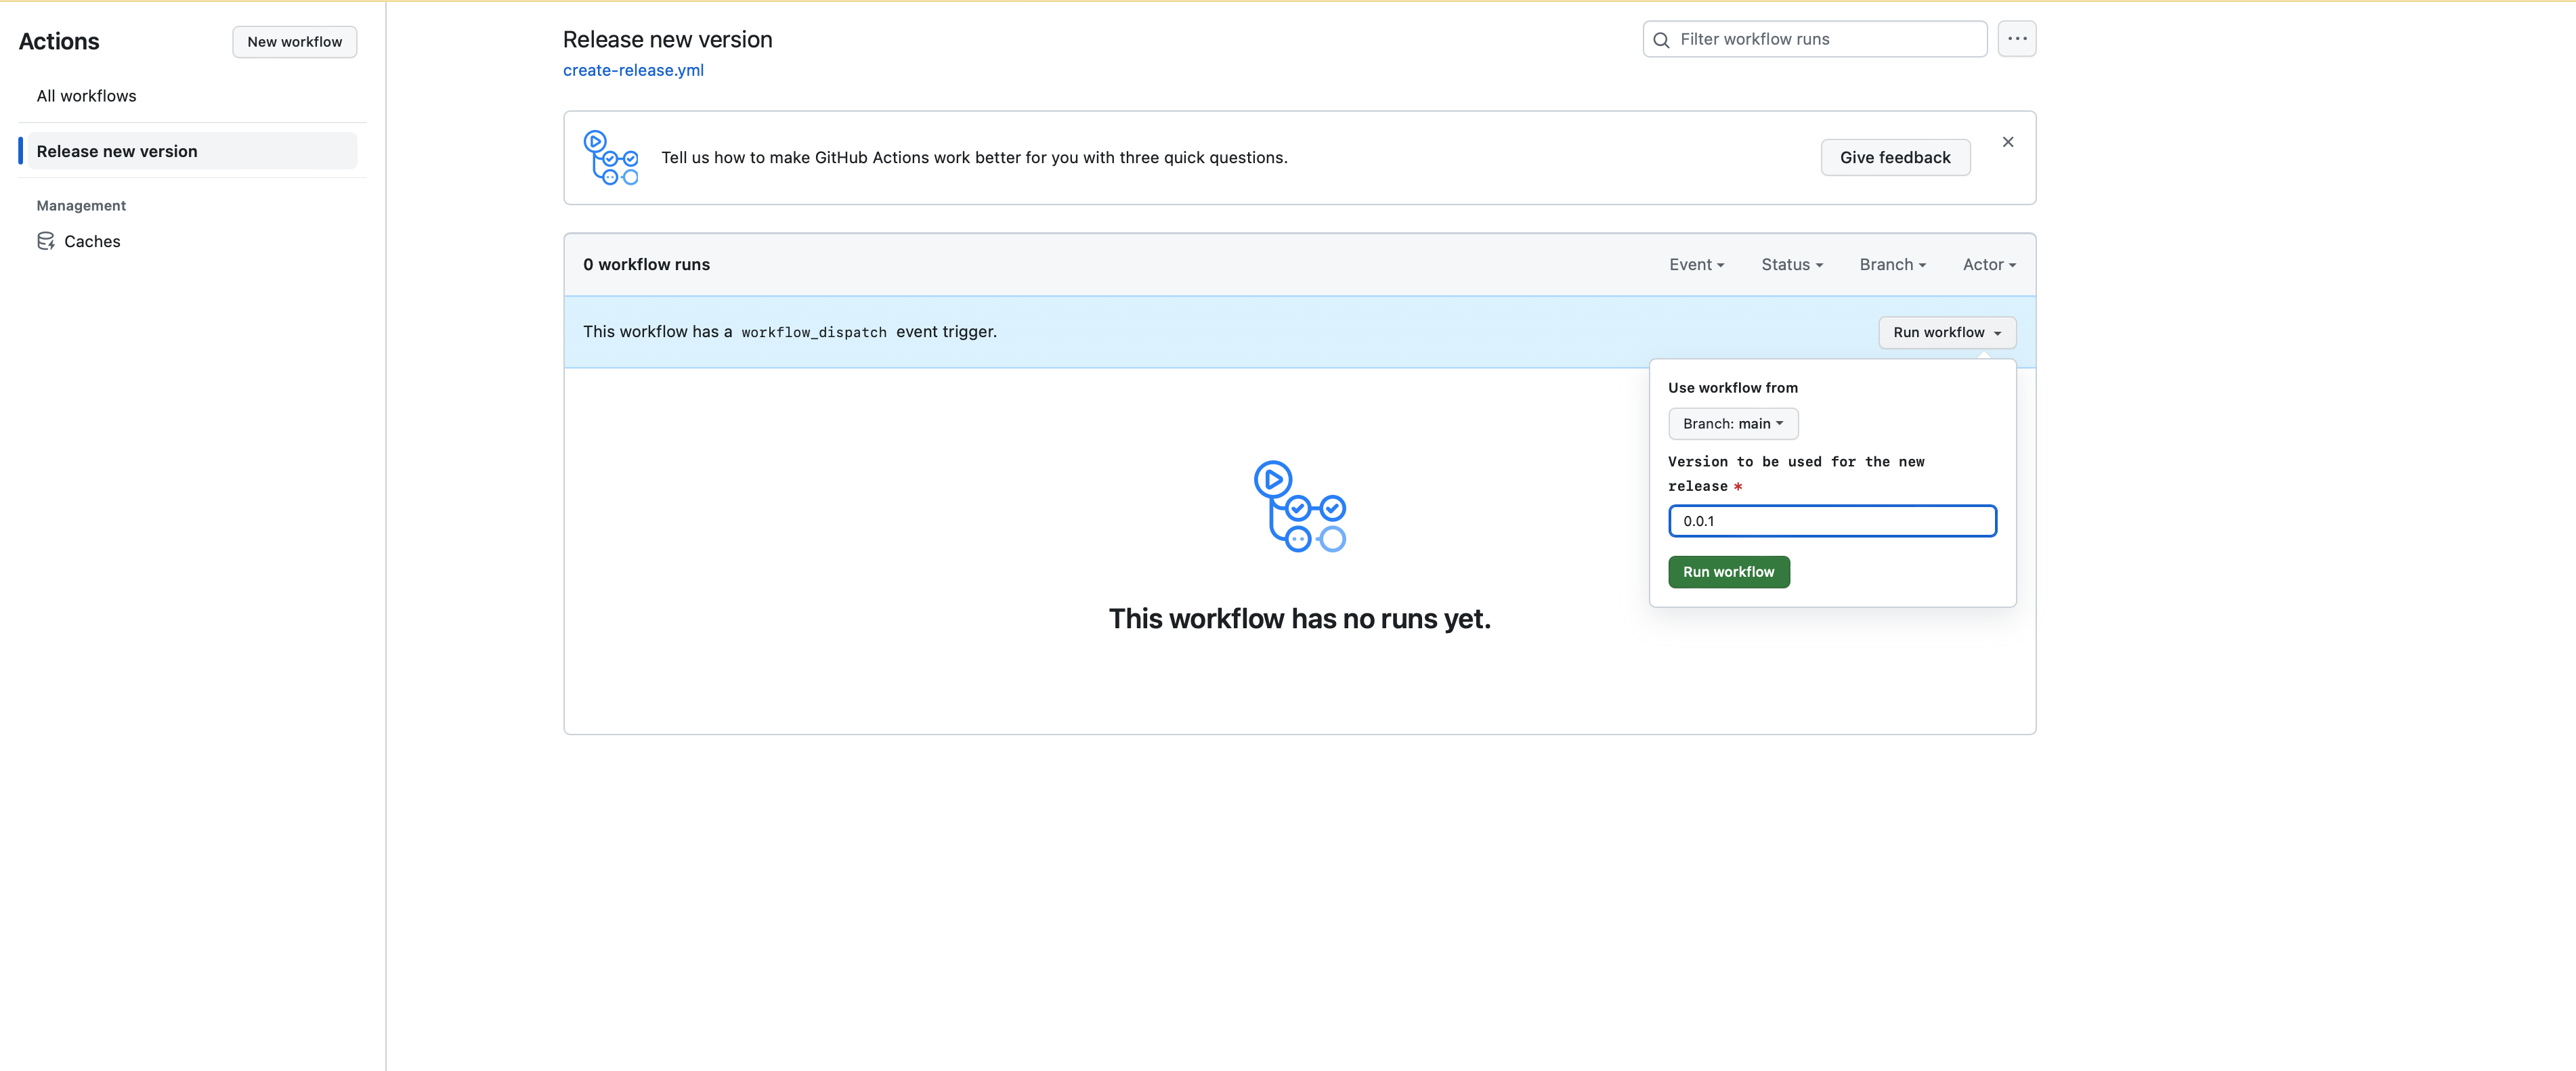 Actions
New workflow
All workflows
Release new version
Management
Caches
Release new version
create-release.yml
Filter workflow runs
Tell us how to make GitHub Actions work better for you with three quick questions.
Give feedback
0 workflow runs
Event
Status
Branch
Actor
This workflow has a workflow_dispatch event trigger.
Run workflow
Use workflow from
Branch: main
Version to be used for the new
release *
0.0.1
Run workflow
This workflow has no runs yet.